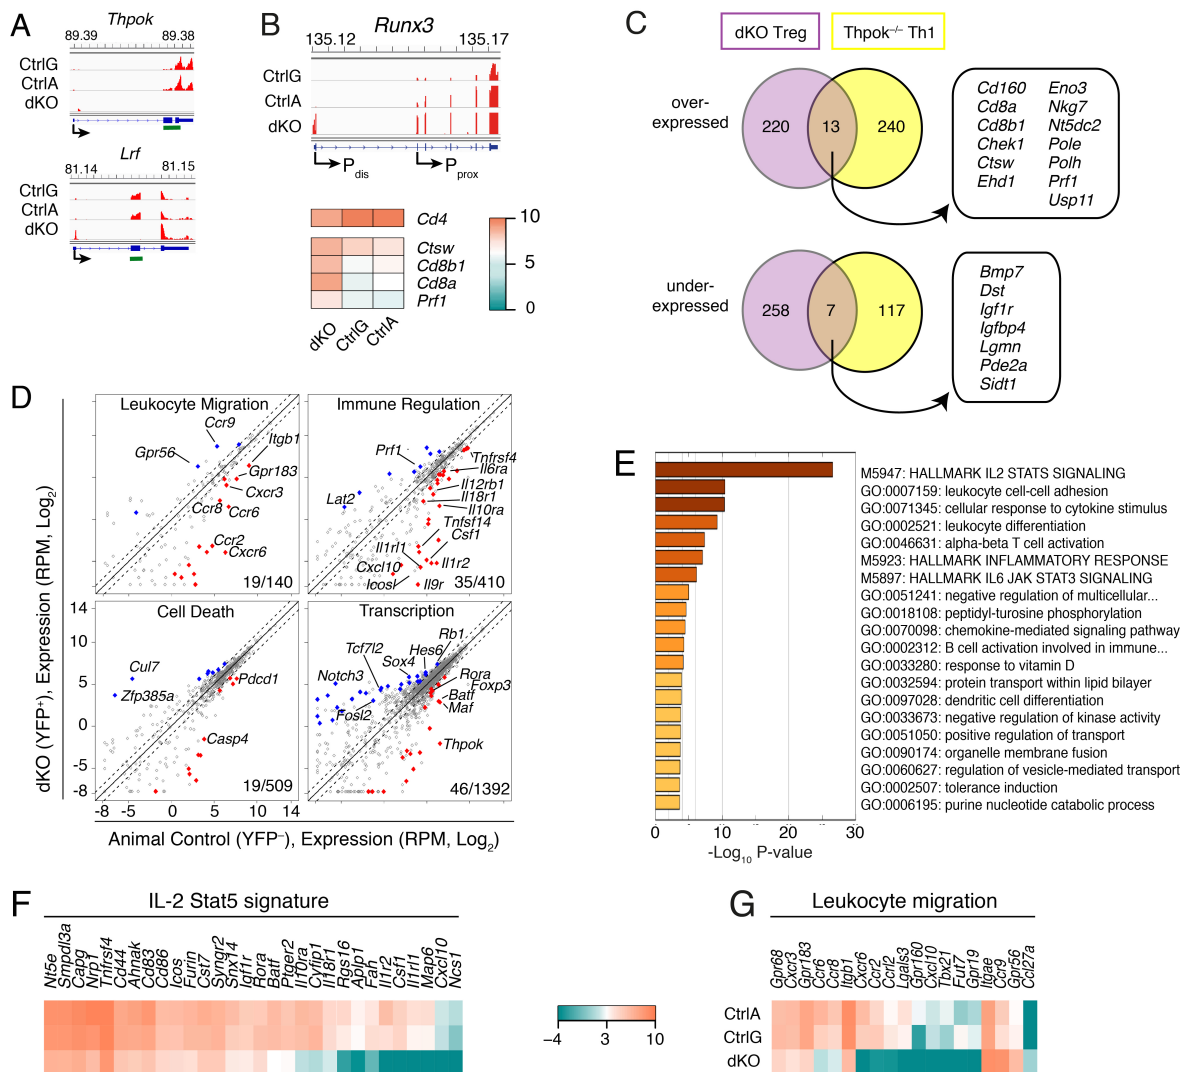 A
Thpok
89.39 89.38
CtrlG
CtrlA
dKO
Lrf
81.14 81.15
CtrlG
CtrlA
dKO
B
Runx3
135.12 135.17
CtrlG
CtrlA
dKO
Pdis
Pprox
Cd4
Ctsw
Cd8b1
Cd8a
Prf1
dKO
CtrlG
CtrlA
10
5
0
C
dKO Treg
Thpok–/– Th1
over-
expressed
220 13 240
Cd160 Eno3
Cd8a Nkg7
Cd8b1 Nt5dc2
Chek1 Pole
Ctsw Polh
Ehd1 Prf1
Usp11
under-
expressed
258 7 117
Bmp7
Dst
Igf1r
Igfbp4
Lgmn
Pde2a
Sidt1
D
dKO (YFP+), Expression (RPM, Log2)
Leukocyte Migration
Ccr9
Itgb1
Gpr56
Gpr183
Cxcr3
Ccr8
Ccr6
Ccr2
Cxcr6
19/140
Immune Regulation
Prf1
Tnfrsf4
Il6ra
Il12rb1
Lat2
Il18r1
Il10ra
Tnfsf14
Csf1
Il1rl1
Cxcl10
Il1r2
Icosl
Il9r
35/410
Cell Death
Cul7
Pdcd1
Zfp385a
Casp4
19/509
Transcription
Rb1
Tcf7l2
Hes6
Sox4
Notch3
Rora
Foxp3
Batf
Fosl2
Maf
Thpok
46/1392
14
10
5
0
-5
-8
-8 -5 0 5 10 14
Animal Control (YFP–), Expression (RPM, Log2)
E
M5947: HALLMARK IL2 STAT5 SIGNALING
GO:0007159: leukocyte cell-cell adhesion
GO:0071345: cellular response to cytokine stimulus
GO:0002521: leukocyte differentiation
GO:0046631: alpha-beta T cell activation
M5923: HALLMARK INFLAMMATORY RESPONSE
M5897: HALLMARK IL6 JAK STAT3 SIGNALING
GO:0051241: negative regulation of multicellular...
GO:0018108: peptidyl-turosine phosphorylation
GO:0070098: chemokine-mediated signaling pathway
GO:0002312: B cell activation involved in immune...
GO:0033280: response to vitamin D
GO:0032594: protein transport within lipid bilayer
GO:0097028: dendritic cell differentiation
GO:0033673: negative regulation of kinase activity
GO:0051050: positive regulation of transport
GO:0090174: organelle membrane fusion
GO:0060627: regulation of vesicle-mediated transport
GO:0002507: tolerance induction
GO:0006195: purine nucleotide catabolic process
0 10 20 30
-Log10 P-value
F
IL-2 Stat5 signature
Nt5e
Smpdl3a
Capg
Nrp1
Tnfrsf4
Cd44
Ahnak
Cd83
Cd86
Icos
Furin
Cst7
Syngr2
Snx14
Igf1r
Rora
Batf
Ptger2
Il10ra
Cyfip1
Il18r1
Rgs16
Aplp1
Fah
Il1r2
Csf1
Il1rl1
Map6
Cxcl10
Ncs1
−4 3 10
G
Leukocyte migration
Gpr68
Cxcr3
Gpr183
Ccr6
Ccr8
Itgb1
Cxcr6
Ccr2
Ccrl2
Lgals3
Gpr160
Cxcl10
Tbx21
Fut7
Gpr19
Itgae
Ccr9
Gpr56
Ccl27a
CtrlA
CtrlG
dKO